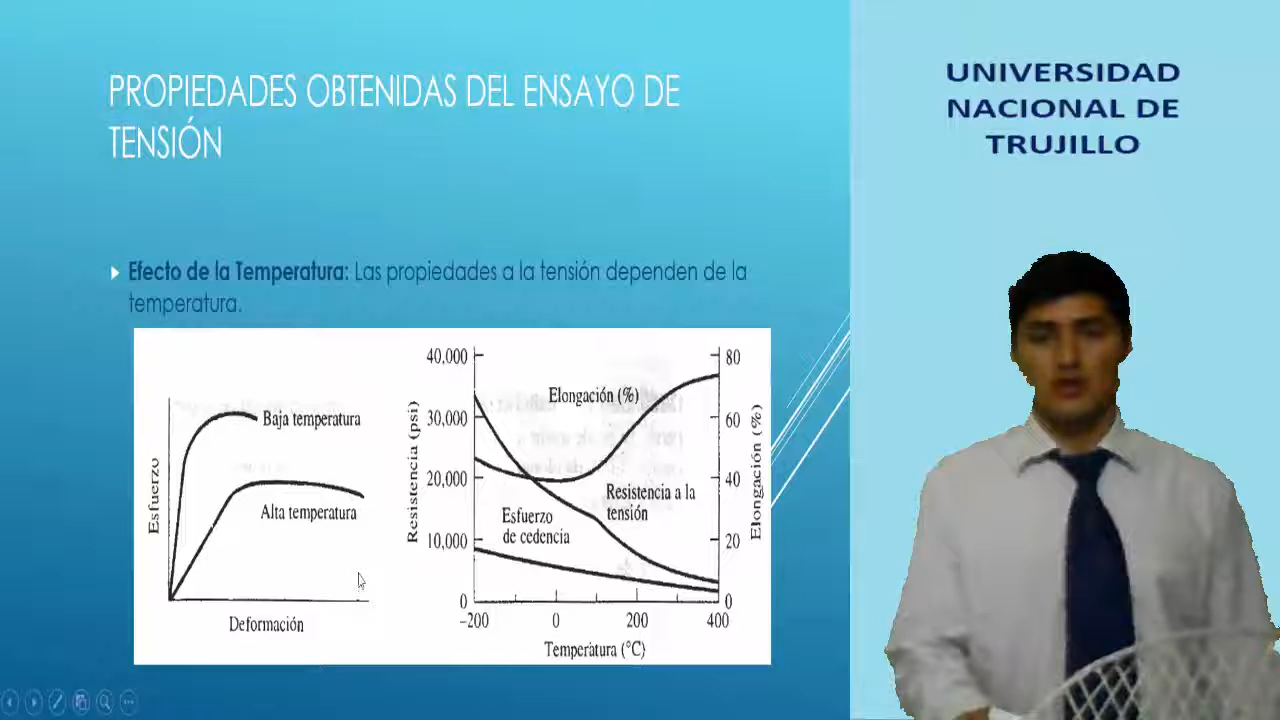 PROPIEDADES OBTENIDAS DEL ENSAYO DE
TENSIÓN
UNIVERSIDAD
NACIONAL DE
TRUJILLO
Efecto de la Temperatura: Las propiedades a la tensión dependen de la
temperatura.
Esfuerzo
Baja temperatura
Alta temperatura
Deformación
Resistencia (psi)
40,000
30,000
20,000
10,000
0
Elongación (%)
Resistencia a la
tensión
Esfuerzo
de cedencia
80
60
40
20
0
Elongación (%)
-200
0
200
400
Temperatura (°C)